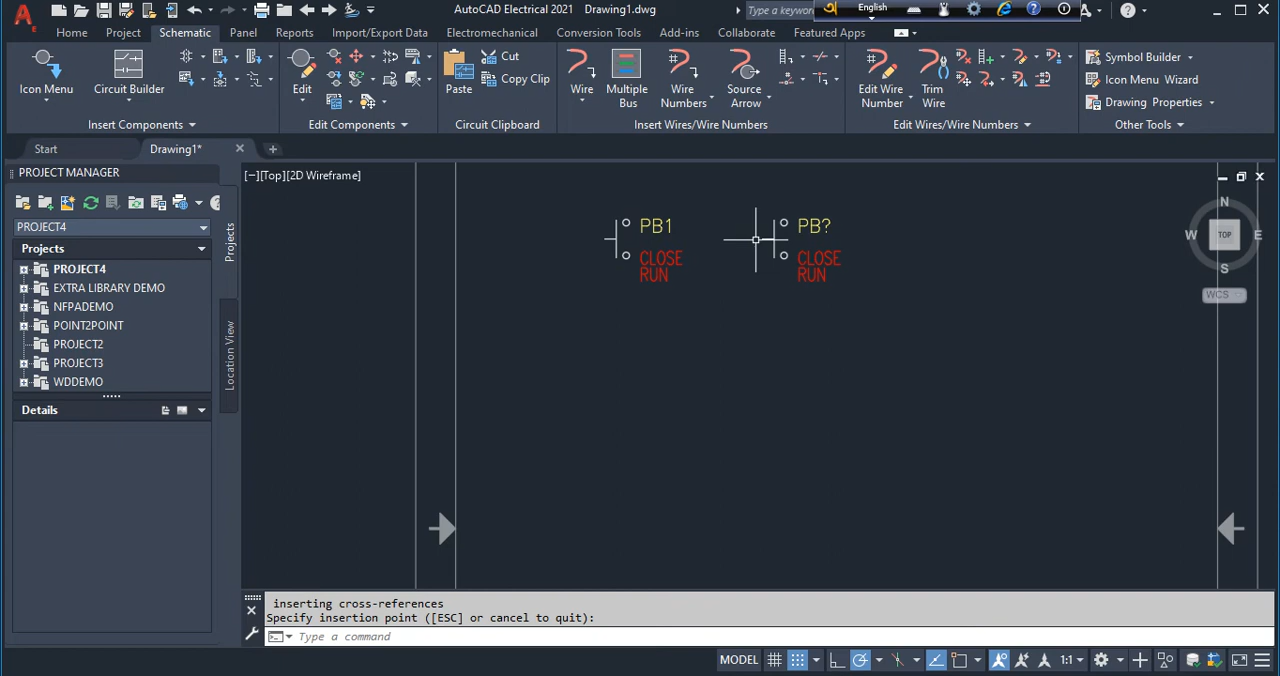 AutoCAD Electrical 2021 Drawing1.dwg
Type a keyword
English
Home Project Schematic Panel Reports Import/Export Data Electromechanical Conversion Tools Add-ins Collaborate Featured Apps
Icon Menu
Circuit Builder
Insert Components
Edit
Edit Components
Paste
Cut
Copy Clip
Circuit Clipboard
Wire
Multiple Bus
Wire Numbers
Source Arrow
Insert Wires/Wire Numbers
Edit Wire Number
Trim Wire
Edit Wires/Wire Numbers
Symbol Builder
Icon Menu Wizard
Drawing Properties
Other Tools
Start
Drawing1*
PROJECT MANAGER
PROJECT4
Projects
PROJECT4
EXTRA LIBRARY DEMO
NFPADEMO
POINT2POINT
PROJECT2
PROJECT3
WDDEMO
Details
Projects
Location View
[−][Top][2D Wireframe]
PB1
CLOSE
RUN
PB?
CLOSE
RUN
N
W
TOP
E
S
WCS
inserting cross-references
Specify insertion point ([ESC] or cancel to quit):
Type a command
MODEL
1:1